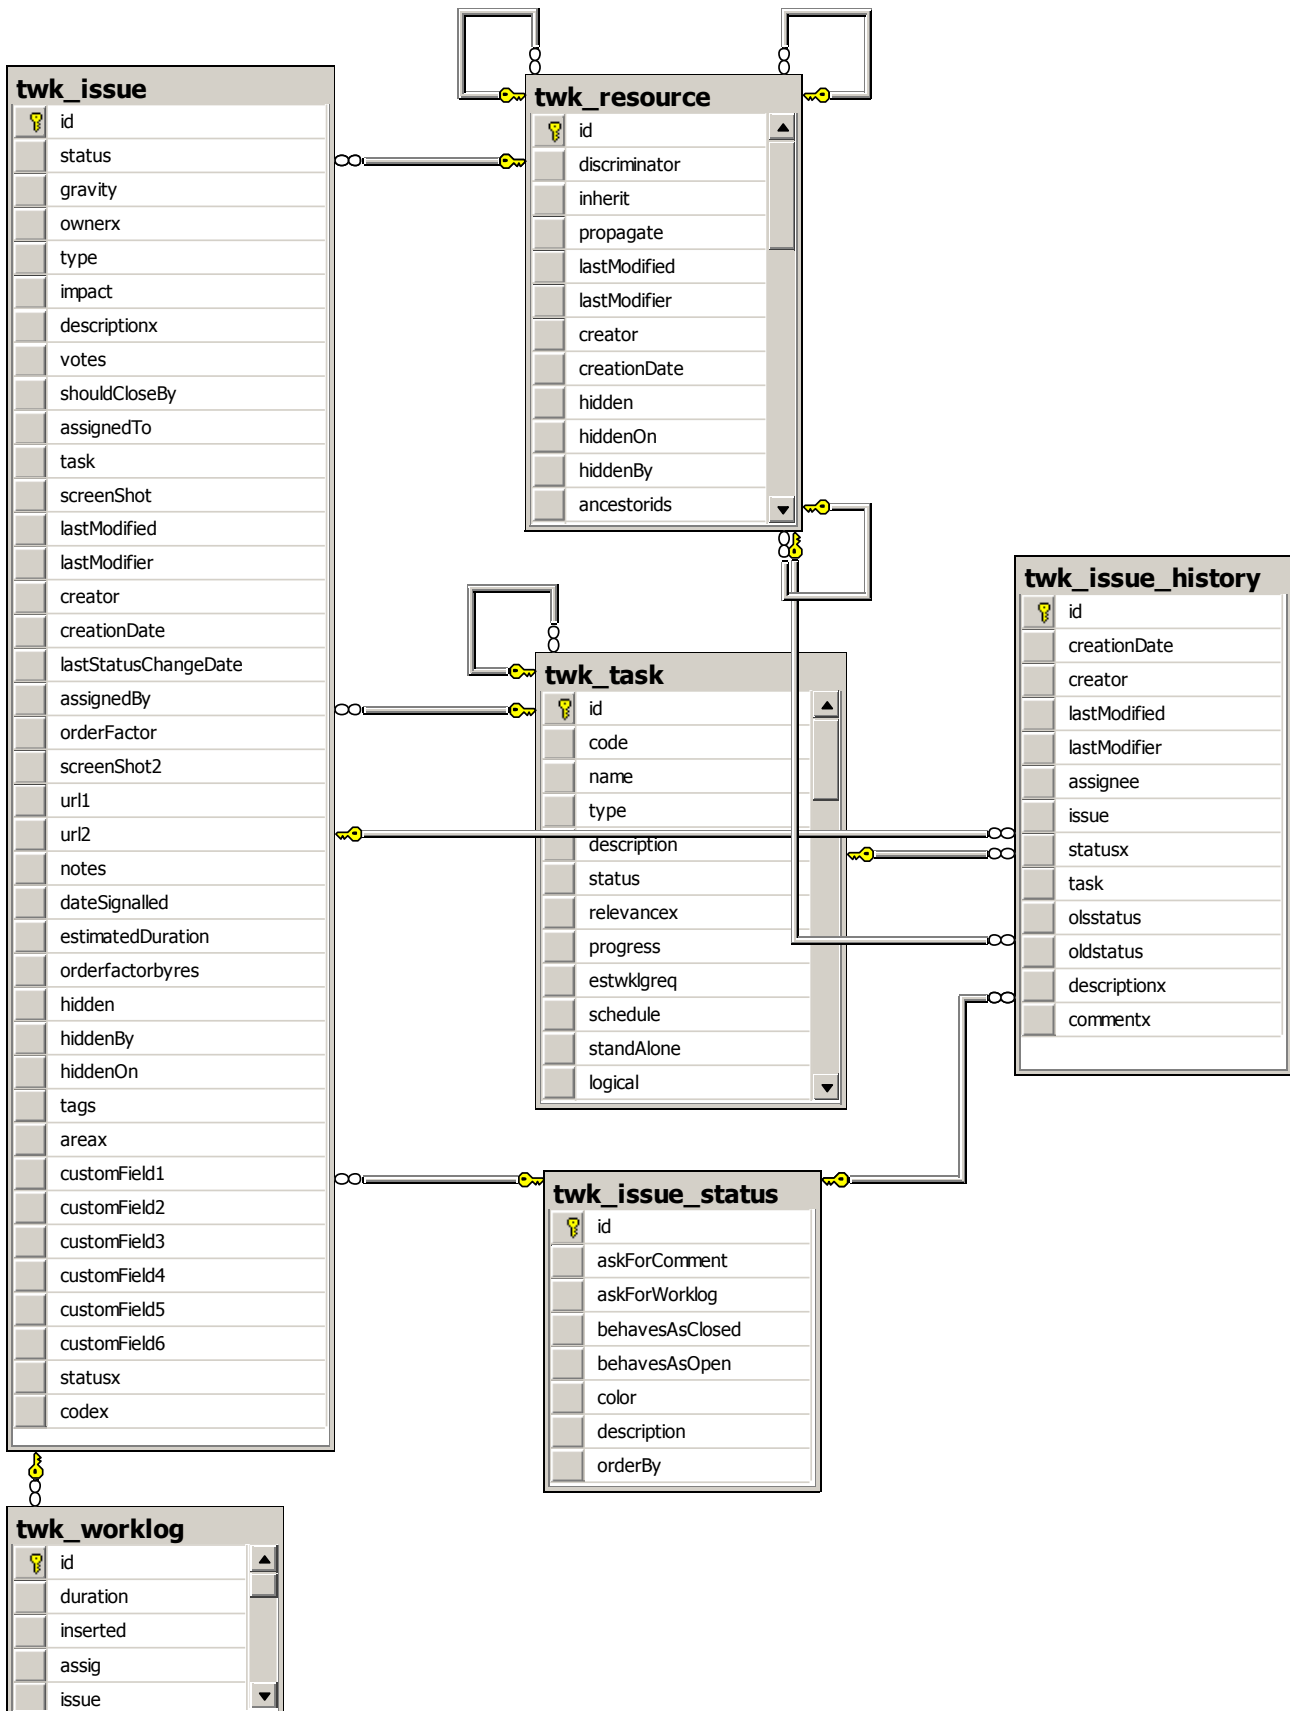 twk_issue
id
status
gravity
ownerx
type
impact
descriptionx
votes
shouldCloseBy
assignedTo
task
screenShot
lastModified
lastModifier
creator
creationDate
lastStatusChangeDate
assignedBy
orderFactor
screenShot2
url1
url2
notes
dateSignalled
estimatedDuration
orderfactorbyres
hidden
hiddenBy
hiddenOn
tags
areax
customField1
customField2
customField3
customField4
customField5
customField6
statusx
codex
twk_resource
id
discriminator
inherit
propagate
lastModified
lastModifier
creator
creationDate
hidden
hiddenOn
hiddenBy
ancestorids
twk_task
id
code
name
type
description
status
relevancex
progress
estwklgreq
schedule
standAlone
logical
twk_issue_history
id
creationDate
creator
lastModified
lastModifier
assignee
issue
statusx
task
olsstatus
oldstatus
descriptionx
commentx
twk_issue_status
id
askForComment
askForWorklog
behavesAsClosed
behavesAsOpen
color
description
orderBy
twk_worklog
id
duration
inserted
assig
issue